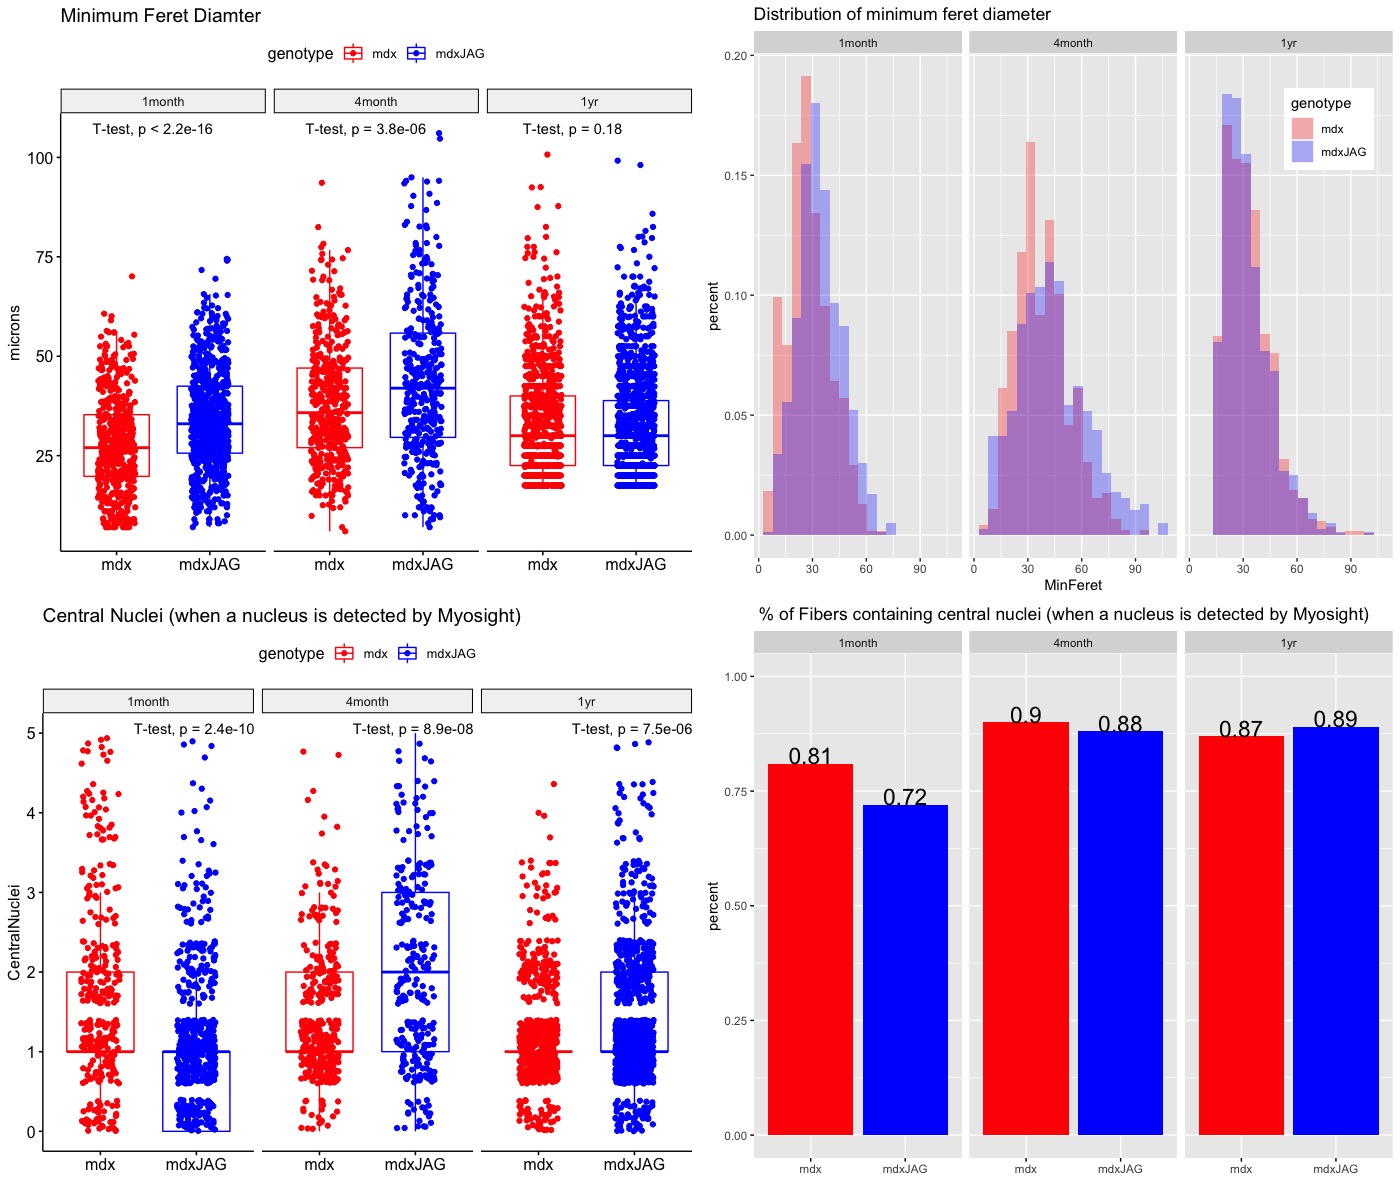 Minimum Feret Diamter
genotype mdx mdxJAG
1month 4month 1yr
T-test, p < 2.2e-16 T-test, p = 3.8e-06 T-test, p = 0.18
100
75
50
25
microns
mdx mdxJAG mdx mdxJAG mdx mdxJAG
Distribution of minimum feret diameter
1month 4month 1yr
0.20
0.15
0.10
0.05
0.00
percent
genotype
mdx
mdxJAG
0 30 60 90 0 30 60 90 0 30 60 90
MinFeret
Central Nuclei (when a nucleus is detected by Myosight)
genotype mdx mdxJAG
1month 4month 1yr
T-test, p = 2.4e-10 T-test, p = 8.9e-08 T-test, p = 7.5e-06
5
4
3
2
1
0
CentralNuclei
mdx mdxJAG mdx mdxJAG mdx mdxJAG
% of Fibers containing central nuclei (when a nucleus is detected by Myosight)
1month 4month 1yr
1.00
0.75
0.50
0.25
0.00
percent
0.81 0.72 0.9 0.88 0.87 0.89
mdx mdxJAG mdx mdxJAG mdx mdxJAG